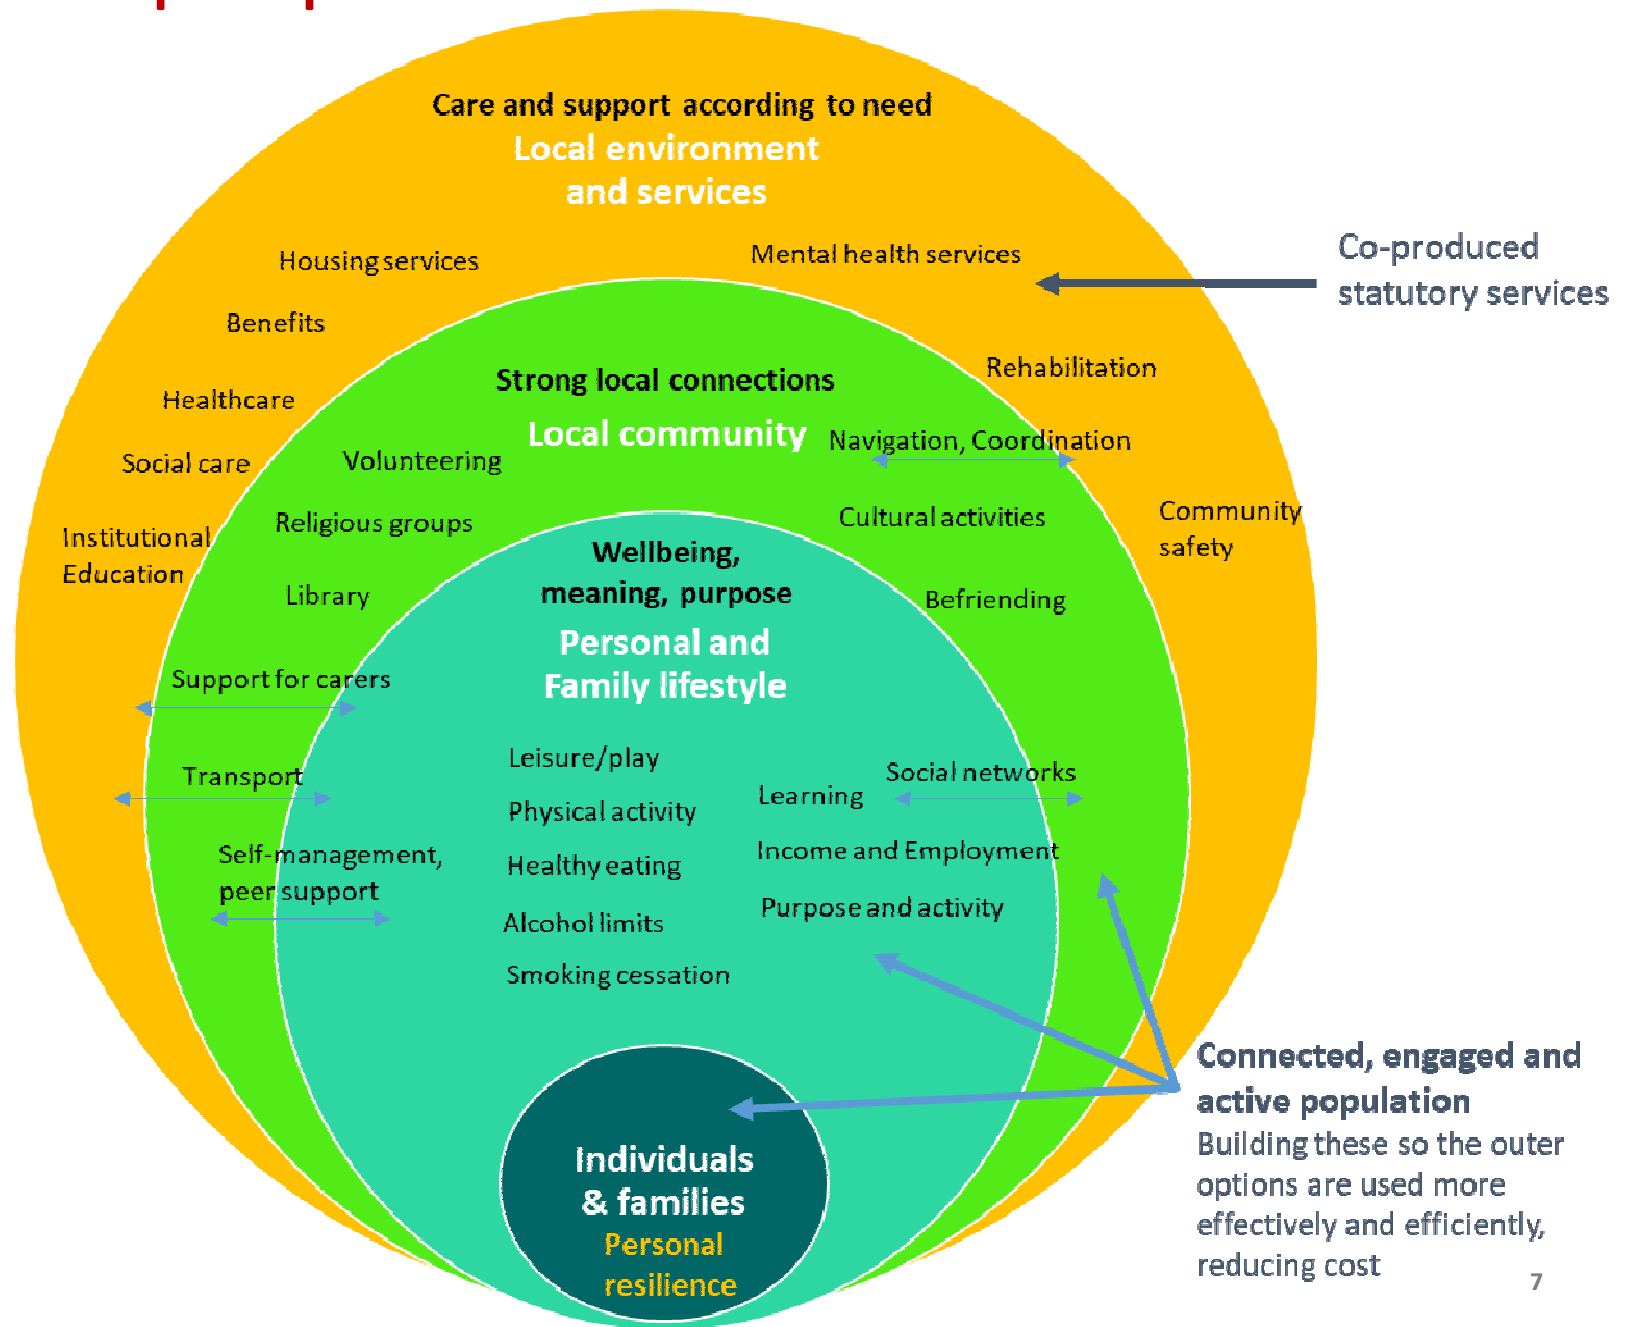 Care and support according to need
Local environment
and services
Housing services
Mental health services
Co-produced
statutory services
Benefits
Rehabilitation
Strong local connections
Healthcare
Local community
Navigation, Coordination
Social care
Volunteering
Cultural activities
Community
safety
Institutional
Education
Religious groups
Wellbeing,
meaning, purpose
Library
Befriending
Personal and
Family lifestyle
Support for carers
Leisure/play
Social networks
Transport
Learning
Physical activity
Self-management,
peer support
Income and Employment
Healthy eating
Purpose and activity
Alcohol limits
Smoking cessation
Connected, engaged and
active population
Building these so the outer
options are used more
effectively and efficiently,
reducing cost
Individuals
& families
Personal
resilience
7